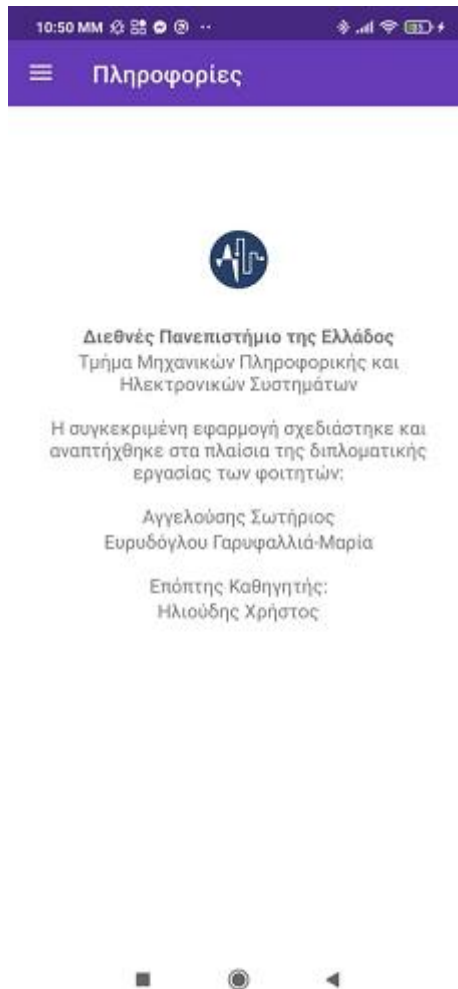 10:50 ΜΜ
Πληροφορίες
Διεθνές Πανεπιστήμιο της Ελλάδος
Τμήμα Μηχανικών Πληροφορικής και
Ηλεκτρονικών Συστημάτων
Η συγκεκριμένη εφαρμογή σχεδιάστηκε και
αναπτήχθηκε στα πλαίσια της διπλωματικής
εργασίας των φοιτητών:
Αγγελούσης Σωτήριος
Ευρυδόγλου Γαρυφαλλιά-Μαρία
Επόπτης Καθηγητής:
Ηλιούδης Χρήστος